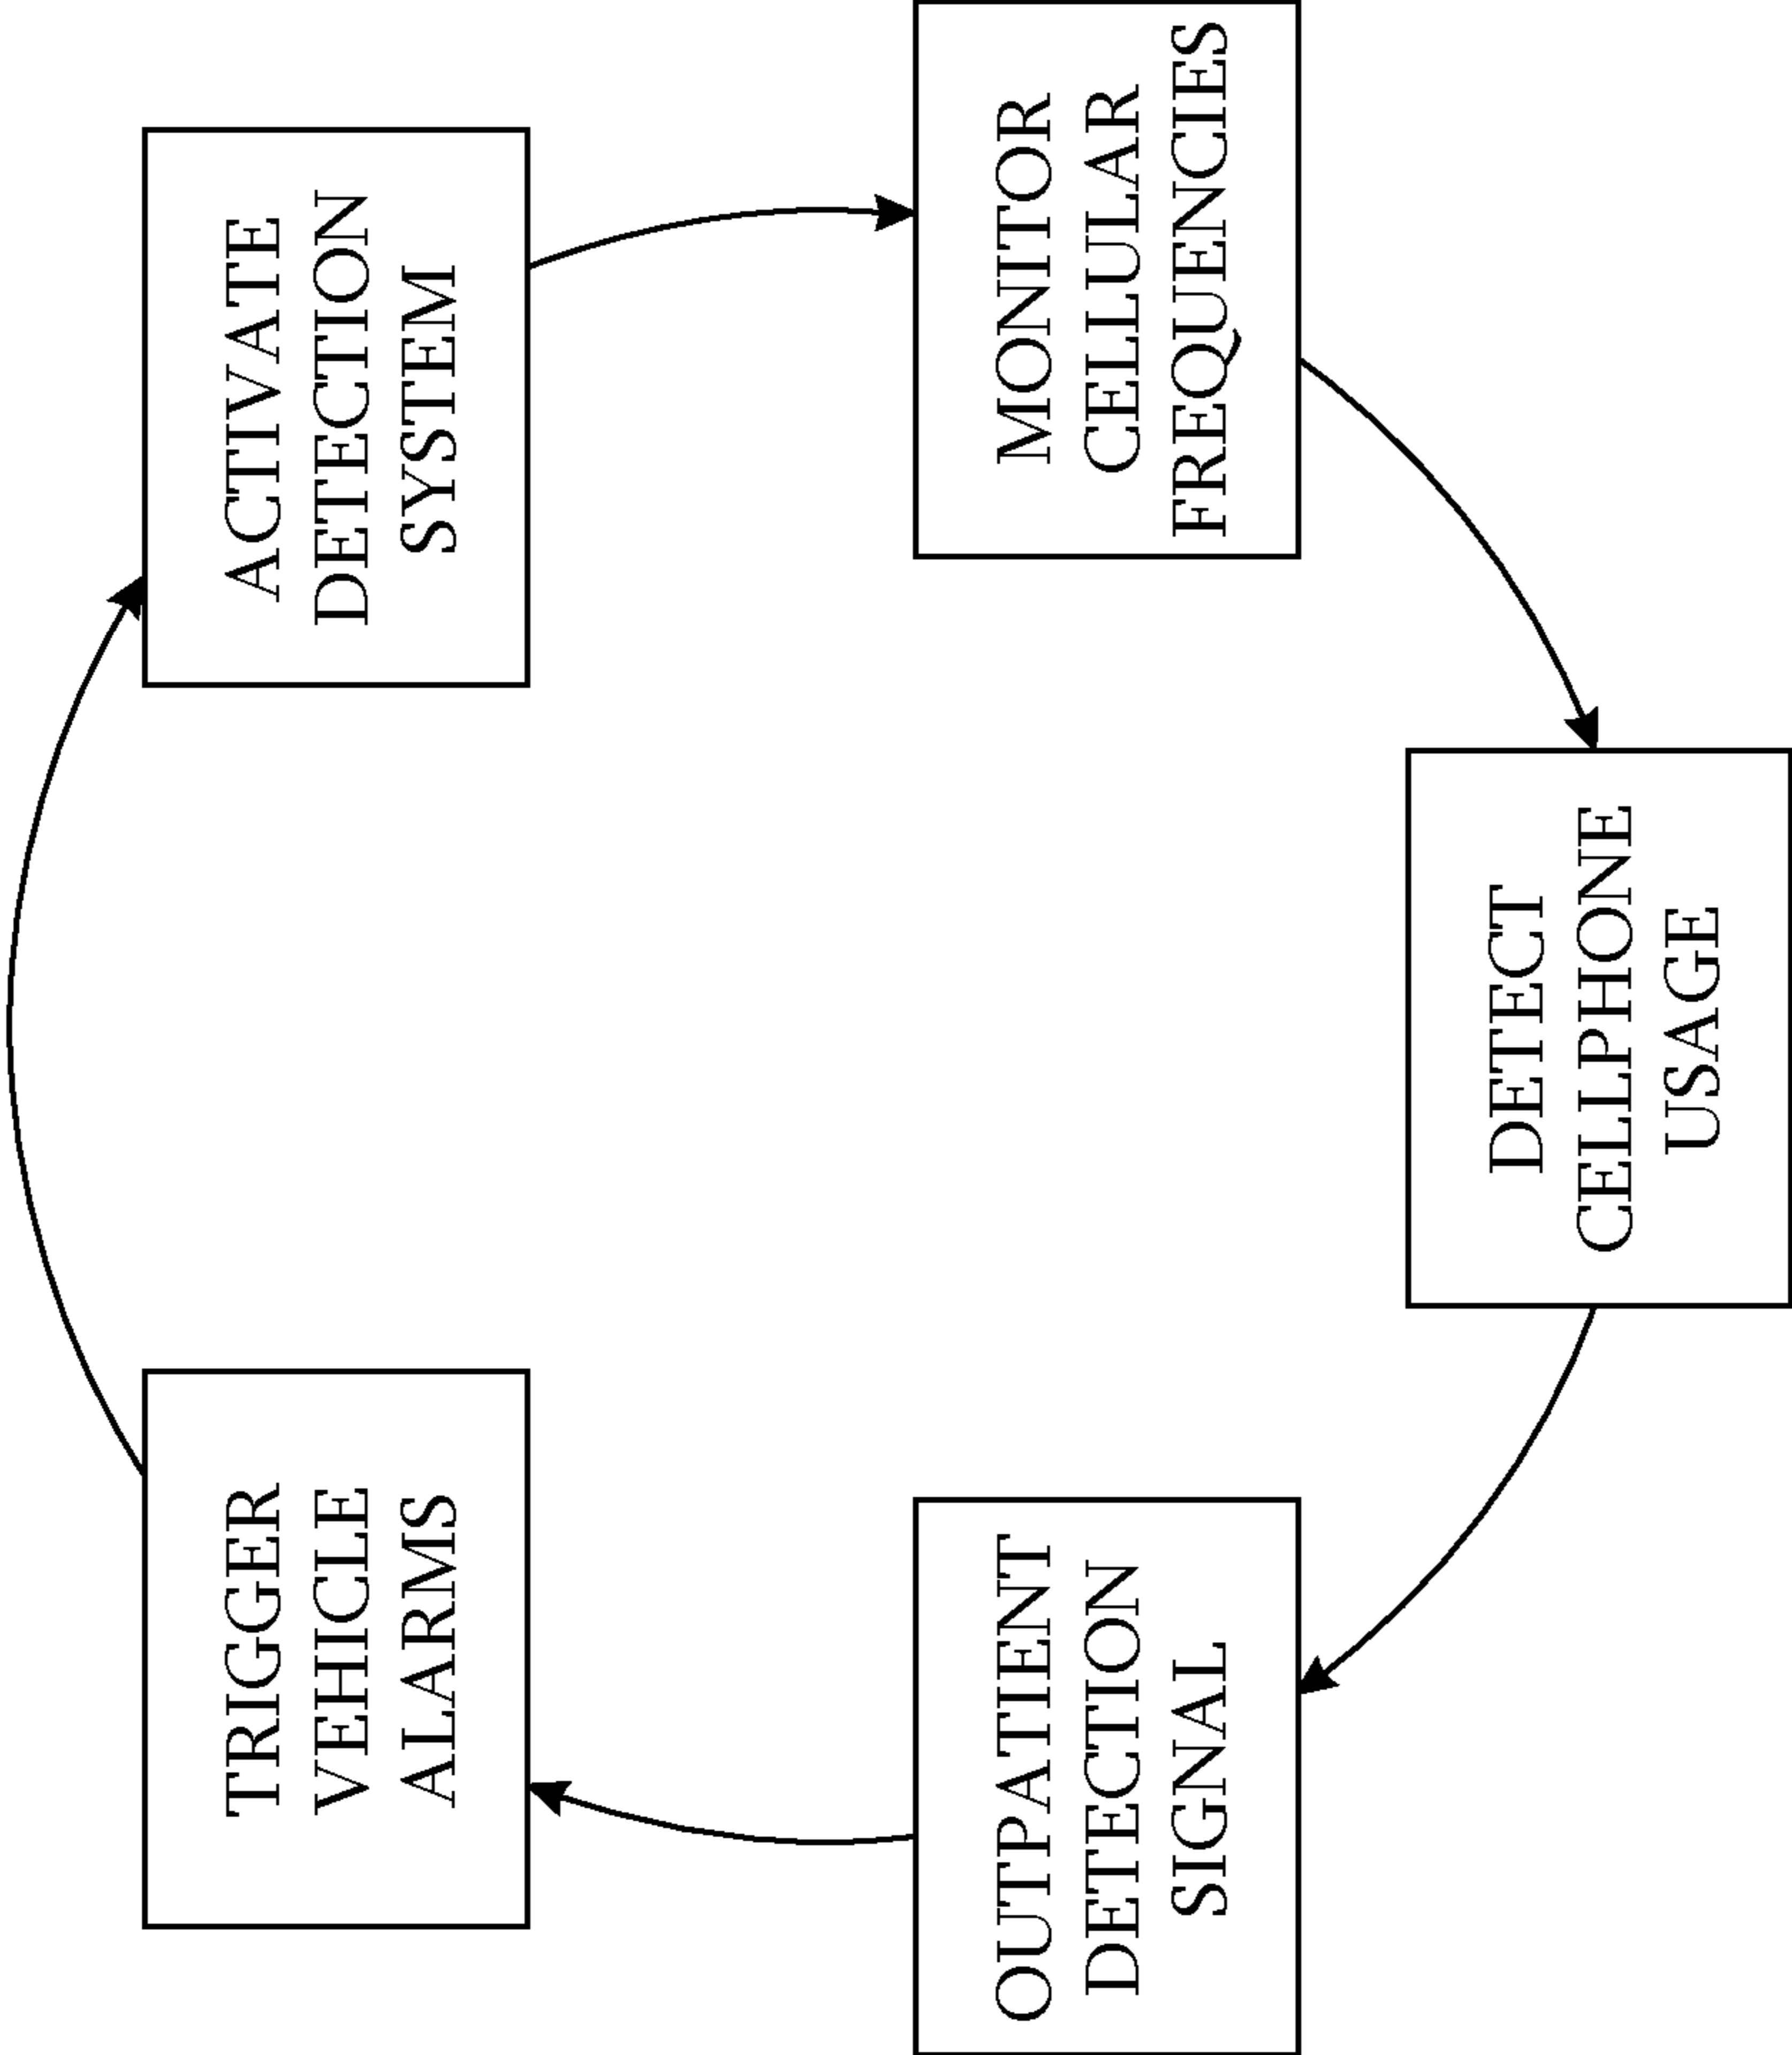 ACTIVATE
DETECTION
SYSTEM
MONITOR
CELLULAR
FREQUENCIES
DETECT
CELLPHONE
USAGE
OUTPATIENT
DETECTION
SIGNAL
TRIGGER
VEHICLE
ALARMS